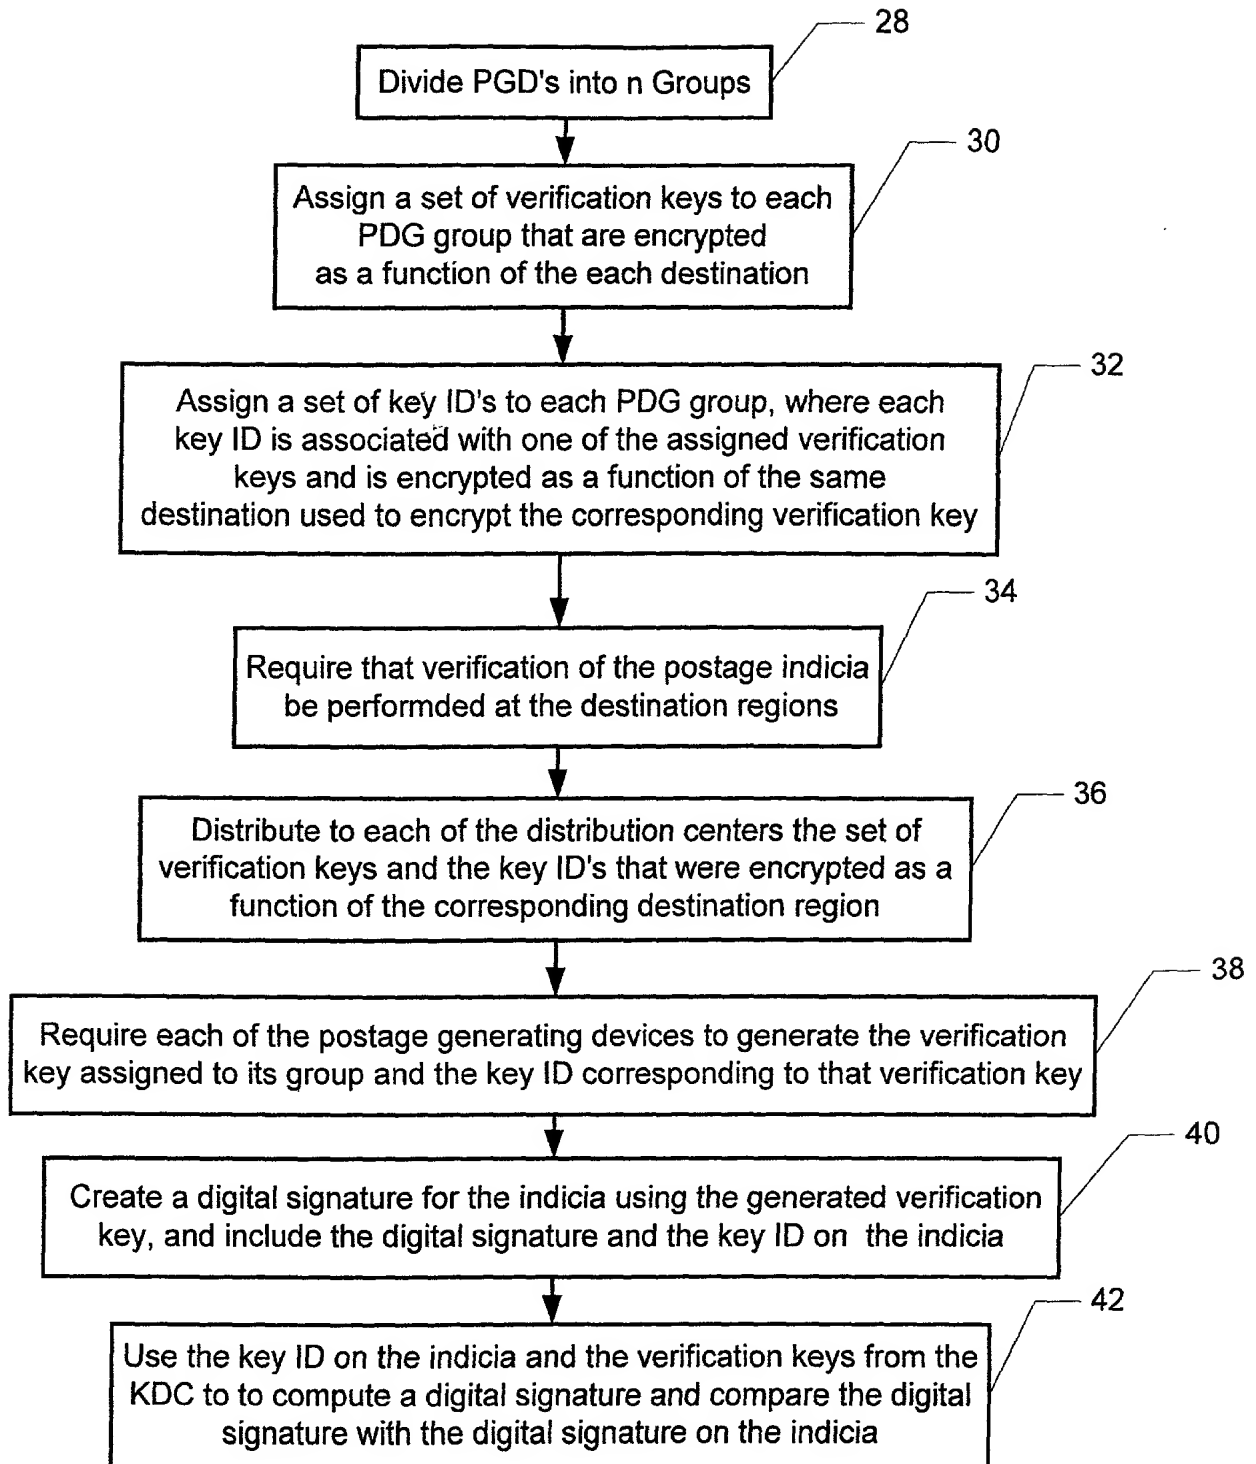 28
Divide PGD's into n Groups
30
Assign a set of verification keys to each
PDG group that are encrypted
as a function of the each destination
32
Assign a set of key ID's to each PDG group, where each
key ID is associated with one of the assigned verification
keys and is encrypted as a function of the same
destination used to encrypt the corresponding verification key
34
Require that verification of the postage indicia
be performded at the destination regions
36
Distribute to each of the distribution centers the set of
verification keys and the key ID's that were encrypted as a
function of the corresponding destination region
38
Require each of the postage generating devices to generate the verification
key assigned to its group and the key ID corresponding to that verification key
40
Create a digital signature for the indicia using the generated verification
key, and include the digital signature and the key ID on the indicia
42
Use the key ID on the indicia and the verification keys from the
KDC to to compute a digital signature and compare the digital
signature with the digital signature on the indicia